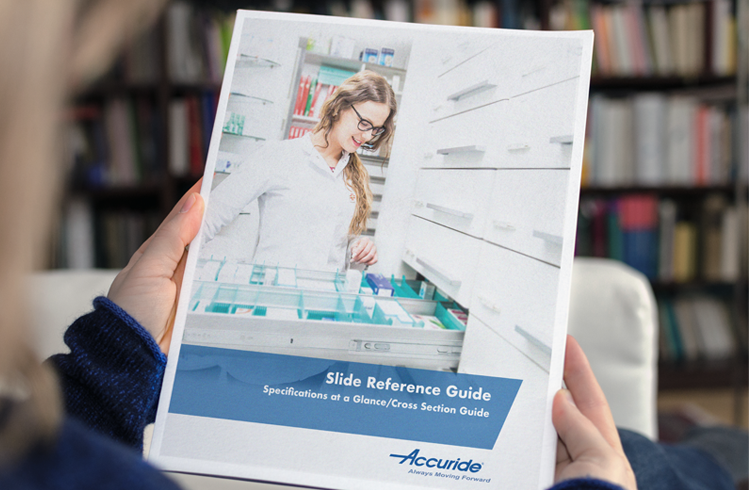 Slide Reference Guide
Specifications at a Glance/Cross Section Guide
Accuride®
Always Moving Forward